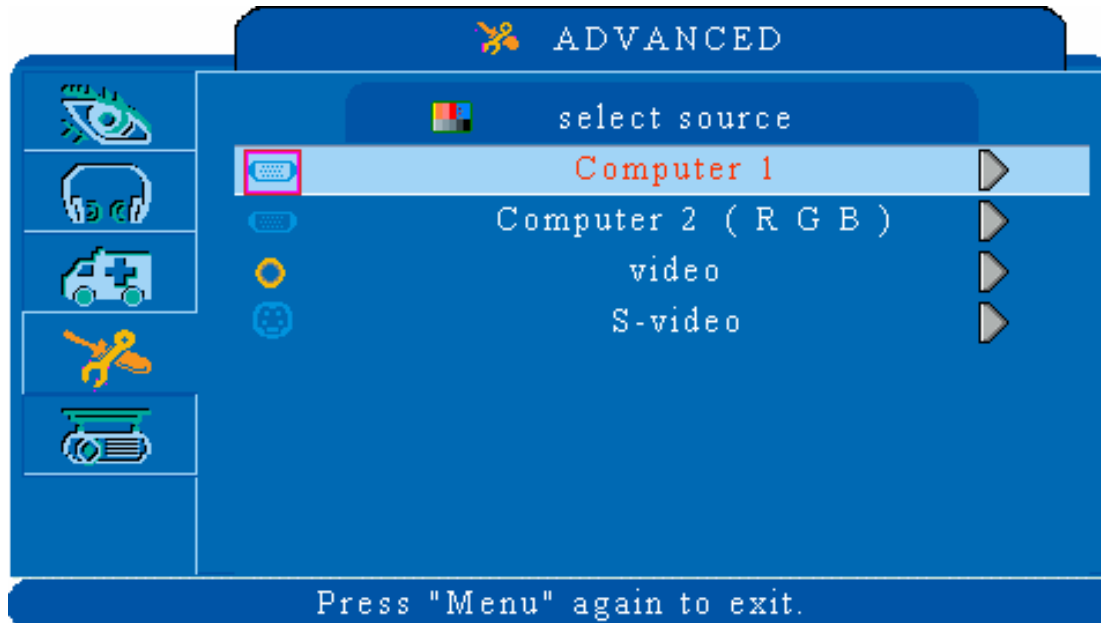 ADVANCED
select source
Computer 1
Computer 2 ( R G B )
video
S-video
Press "Menu" again to exit.